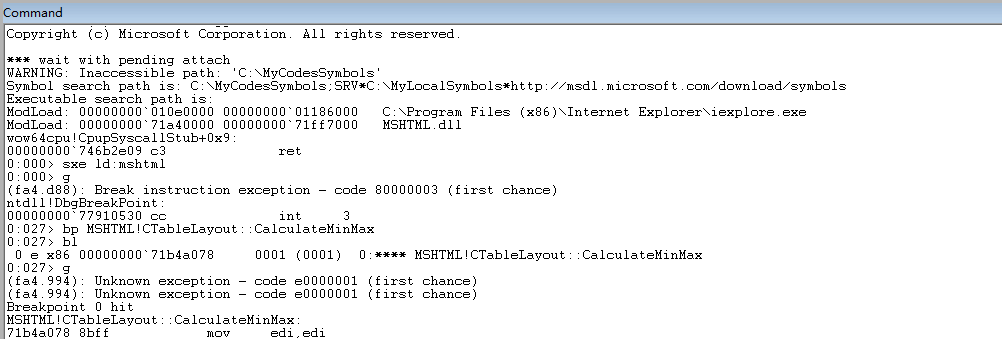 Command
Copyright (c) Microsoft Corporation. All rights reserved.
*** wait with pending attach
WARNING: Inaccessible path: 'C:\MyCodesSymbols'
Symbol search path is: C:\MyCodesSymbols;SRV*C:\MyLocalSymbols*http://msdl.microsoft.com/download/symbols
Executable search path is:
ModLoad: 00000000`010e0000 00000000`01186000   C:\Program Files (x86)\Internet Explorer\iexplore.exe
ModLoad: 00000000`71a40000 00000000`71ff7000   MSHTML.dll
wow64cpu!CpupSyscallStub+0x9:
00000000`746b2e09 c3              ret
0:000> sxe ld:mshtml
0:000> g
(fa4.d88): Break instruction exception - code 80000003 (first chance)
ntdll!DbgBreakPoint:
00000000`77910530 cc              int     3
0:027> bp MSHTML!CTableLayout::CalculateMinMax
0:027> bl
 0 e x86 00000000`71b4a078     0001 (0001)  0:**** MSHTML!CTableLayout::CalculateMinMax
0:027> g
(fa4.994): Unknown exception - code e0000001 (first chance)
(fa4.994): Unknown exception - code e0000001 (first chance)
Breakpoint 0 hit
MSHTML!CTableLayout::CalculateMinMax:
71b4a078 8bff            mov     edi,edi